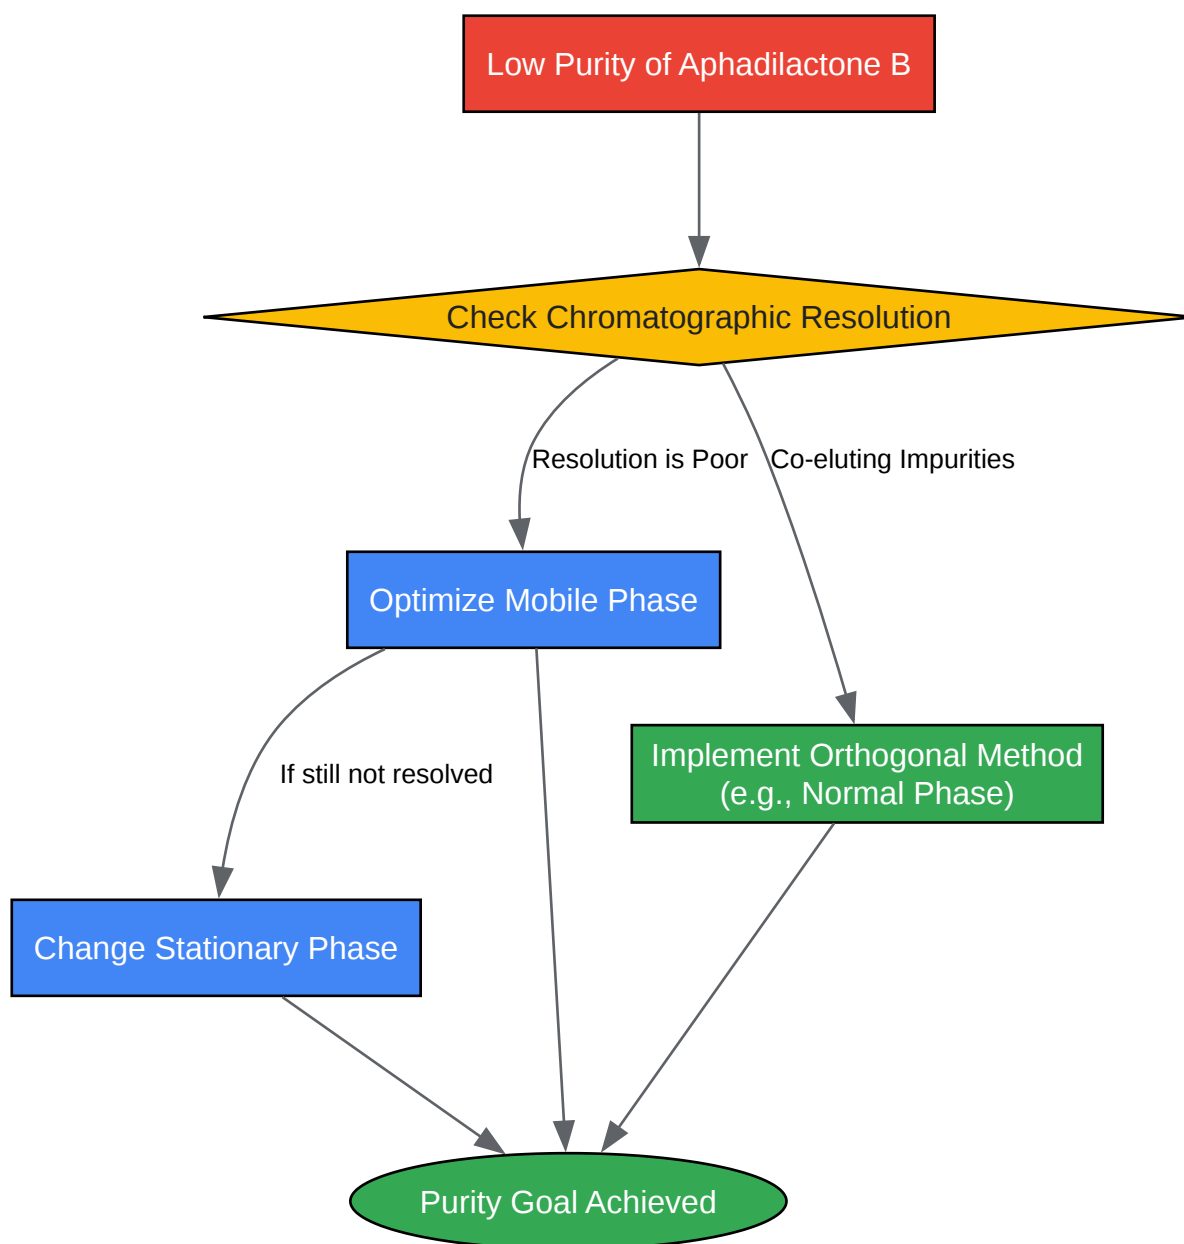 Low Purity of Aphadilactone B
Check Chromatographic Resolution
Resolution is Poor
Co-eluting Impurities
Optimize Mobile Phase
Implement Orthogonal Method
(e.g., Normal Phase)
If still not resolved
Change Stationary Phase
Purity Goal Achieved